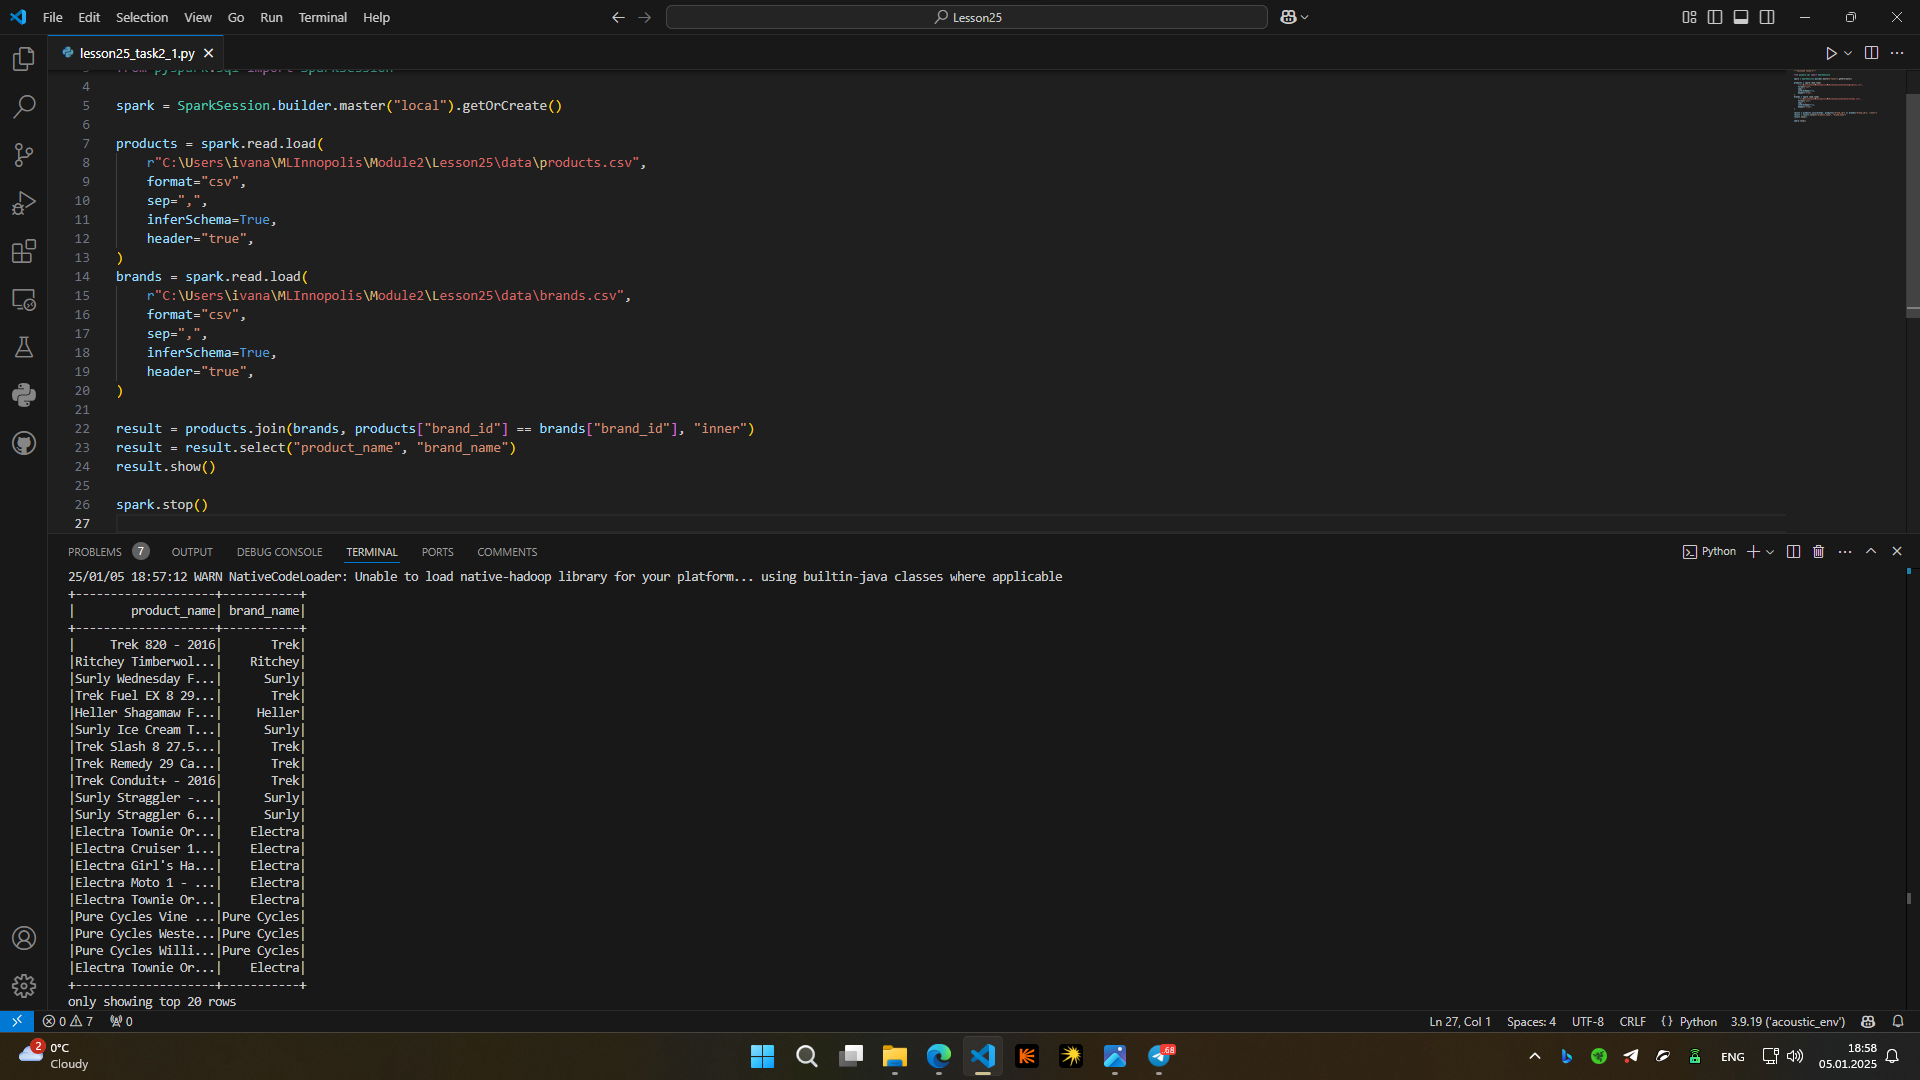 File Edit Selection View Go Run Terminal Help
Lesson25
lesson25_task2_1.py
3 from pyspark.sql import SparkSession
4
5 spark = SparkSession.builder.master("local").getOrCreate()
6
7 products = spark.read.load(
8 r"C:\Users\ivana\MLInnopolis\Module2\Lesson25\data\products.csv",
9 format="csv",
10 sep=",",
11 inferSchema=True,
12 header="true",
13 )
14 brands = spark.read.load(
15 r"C:\Users\ivana\MLInnopolis\Module2\Lesson25\data\brands.csv",
16 format="csv",
17 sep=",",
18 inferSchema=True,
19 header="true",
20 )
21
22 result = products.join(brands, products["brand_id"] == brands["brand_id"], "inner")
23 result = result.select("product_name", "brand_name")
24 result.show()
25
26 spark.stop()
27
PROBLEMS 7 OUTPUT DEBUG CONSOLE TERMINAL PORTS COMMENTS
Python
25/01/05 18:57:12 WARN NativeCodeLoader: Unable to load native-hadoop library for your platform... using builtin-java classes where applicable
+--------------------+-----------+
|        product_name| brand_name|
+--------------------+-----------+
|     Trek 820 - 2016|       Trek|
|Ritchey Timberwol...|    Ritchey|
|Surly Wednesday F...|      Surly|
|Trek Fuel EX 8 29...|       Trek|
|Heller Shagamaw F...|     Heller|
|Surly Ice Cream T...|      Surly|
|Trek Slash 8 27.5...|       Trek|
|Trek Remedy 29 Ca...|       Trek|
|Trek Conduit+ - 2016|       Trek|
|Surly Straggler -...|      Surly|
|Surly Straggler 6...|      Surly|
|Electra Townie Or...|    Electra|
|Electra Cruiser 1...|    Electra|
|Electra Girl's Ha...|    Electra|
|Electra Moto 1 - ...|    Electra|
|Electra Townie Or...|    Electra|
|Pure Cycles Vine ...|Pure Cycles|
|Pure Cycles Weste...|Pure Cycles|
|Pure Cycles Willi...|Pure Cycles|
|Electra Townie Or...|    Electra|
+--------------------+-----------+
only showing top 20 rows
0 7 0
Ln 27, Col 1 Spaces: 4 UTF-8 CRLF {} Python 3.9.19 ('acoustic_env')
2
0°C
Cloudy
.68
ENG
18:58
05.01.2025